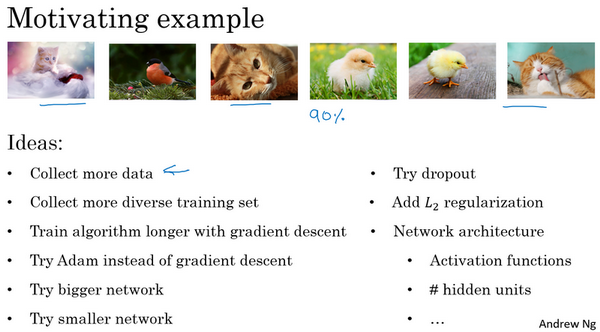 Motivating example
90%
Ideas:
• Collect more data
• Collect more diverse training set
• Train algorithm longer with gradient descent
• Try Adam instead of gradient descent
• Try bigger network
• Try smaller network
• Try dropout
• Add L₂ regularization
• Network architecture
• Activation functions
• # hidden units
• ...
Andrew Ng